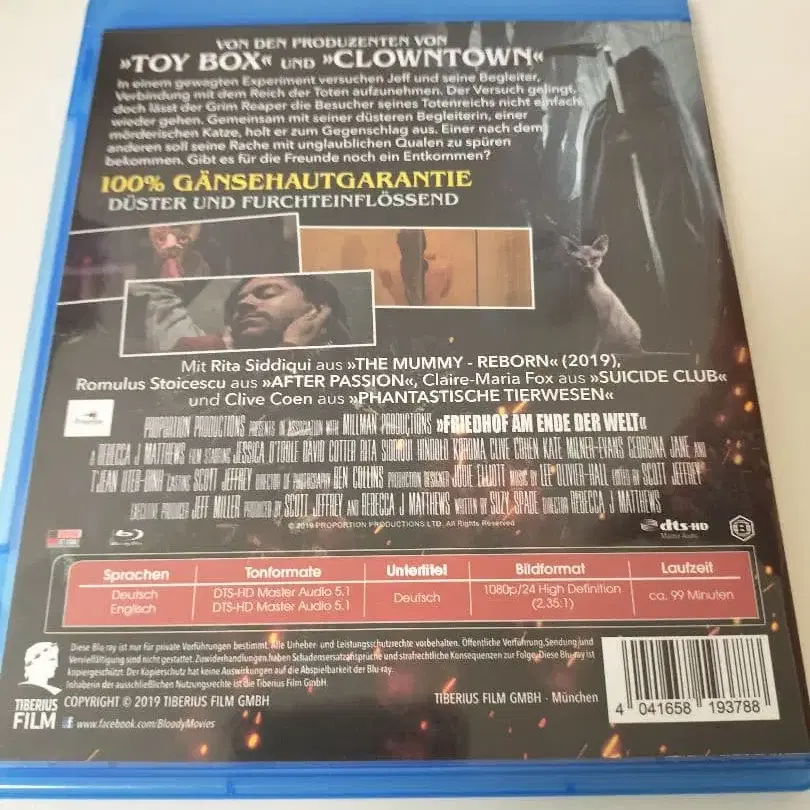 VON DEN PRODUZENTEN VON
»TOY BOX« UND »CLOWNTOWN«
In einem gewagten Experiment versuchen Jeff und seine Begleiter,
Verbindung mit dem Reich der Toten aufzunehmen. Der Versuch gelingt,
doch lässt der Grim Reaper die Besucher seines Totenreichs nicht einfach
wieder gehen. Gemeinsam mit seiner düsteren Begleiterin, einer
mörderischen Katze, holt er zum Gegenschlag aus. Einer nach dem
anderen soll seine Rache mit unglaublichen Qualen zu spüren
bekommen. Gibt es für die Freunde noch ein Entkommen?
100% GÄNSEHAUTGARANTIE
DÜSTER UND FURCHTEINFLÖSSEND
Mit Rita Siddiqui aus »THE MUMMY - REBORN« (2019),
Romulus Stoicescu aus »AFTER PASSION«, Claire-Maria Fox aus »SUICIDE CLUB«
und Clive Coen aus »PHANTASTISCHE TIERWESEN«
PROPORTION PRODUCTIONS PRESENTS IN ASSOCIATION WITH MILLMAN PRODUCTIONS »FRIEDHOF AM ENDE DER WELT«
A REBECCA J MATTHEWS FILM STARRING JESSICA O'TOOLE DAVID COTTER RITA SIDDIQUI HINDOLO KOROMA CLIVE COHEN KATE MILNER-EVANS GEORGINA JANE AND
CASTING SCOTT JEFFREY DIRECTOR OF PHOTOGRAPHY BEN COLLINS PRODUCTION DESIGNER JODIE ELLIOTT MUSIC BY LEE OLIVIER-HALL EDITED BY SCOTT JEFFREY
EXECUTIVE PRODUCER JEFF MILLER PRODUCED BY SCOTT JEFFREY AND REBECCA J MATTHEWS WRITTEN BY SUZY SPADE DIRECTOR REBECCA J MATTHEWS
© 2019 PROPORTION PRODUCTIONS LTD. All Rights Reserved
Blu-ray Disc
dts-HD
Master Audio
B
Sprachen Tonformate Untertitel Bildformat Laufzeit
Deutsch DTS-HD Master Audio 5.1 Deutsch 1080p/24 High Definition ca. 99 Minuten
Englisch DTS-HD Master Audio 5.1 (2.35:1)
Diese Blu-ray ist nur für private Vorführungen bestimmt. Alle Urheber- und Leistungsschutzrechte vorbehalten. Öffentliche Vorführung, Sendung und
Vervielfältigung sind nicht gestattet. Zuwiderhandlungen haben Schadensersatzansprüche und strafrechtliche Konsequenzen zur Folge. Diese Blu-ray ist
kopiergeschützt. Der Kopierschutz hat keine Auswirkungen auf die Abspielbarkeit der Blu-ray.
Inhaberin der ausschließlichen Nutzungsrechte ist die Tiberius Film GmbH.
TIBERIUS FILM
COPYRIGHT © 2019 TIBERIUS FILM GMBH
TIBERIUS FILM GMBH - München
www.facebook.com/BloodyMovies
4 041658 193788